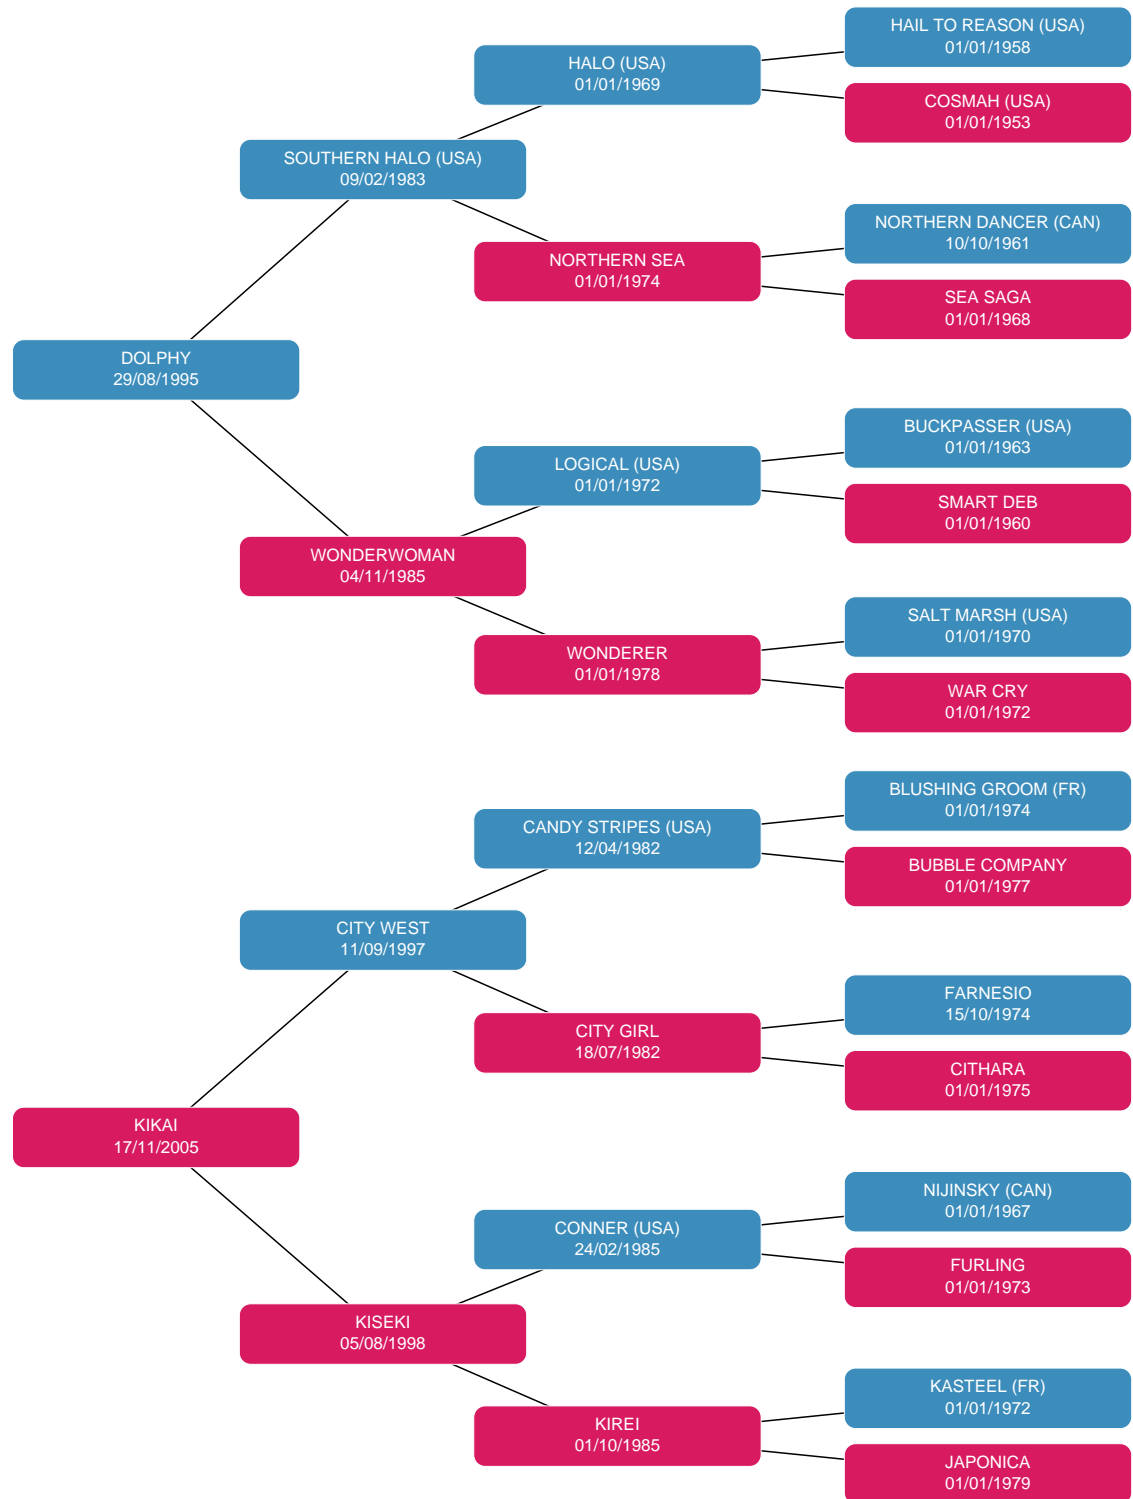 HAIL TO REASON (USA)
01/01/1958
HALO (USA)
01/01/1969
COSMAH (USA)
01/01/1953
SOUTHERN HALO (USA)
09/02/1983
NORTHERN DANCER (CAN)
10/10/1961
NORTHERN SEA
01/01/1974
SEA SAGA
01/01/1968
DOLPHY
29/08/1995
BUCKPASSER (USA)
01/01/1963
LOGICAL (USA)
01/01/1972
SMART DEB
01/01/1960
WONDERWOMAN
04/11/1985
SALT MARSH (USA)
01/01/1970
WONDERER
01/01/1978
WAR CRY
01/01/1972
BLUSHING GROOM (FR)
01/01/1974
CANDY STRIPES (USA)
12/04/1982
BUBBLE COMPANY
01/01/1977
CITY WEST
11/09/1997
FARNESIO
15/10/1974
CITY GIRL
18/07/1982
CITHARA
01/01/1975
KIKAI
17/11/2005
NIJINSKY (CAN)
01/01/1967
CONNER (USA)
24/02/1985
FURLING
01/01/1973
KISEKI
05/08/1998
KASTEEL (FR)
01/01/1972
KIREI
01/10/1985
JAPONICA
01/01/1979